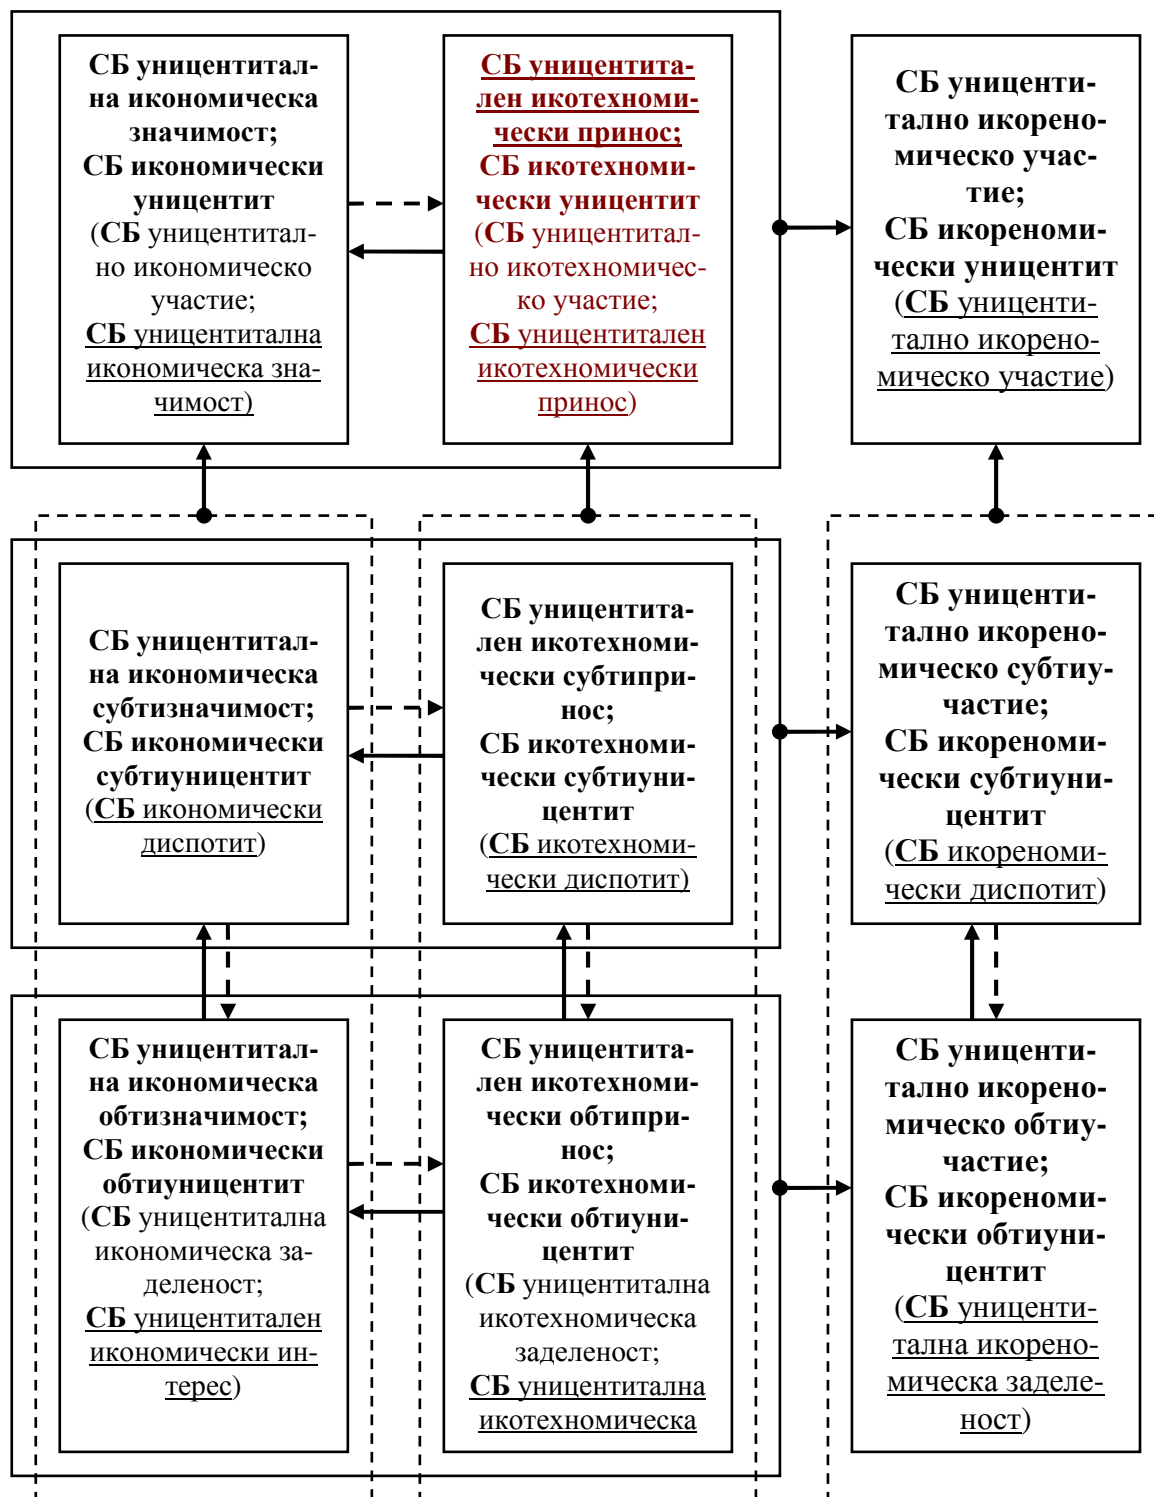 СБ уницентитал-
на икономическа
значимост;
СБ икономически
уницентит
(СБ уницентитал-
но икономическо
участие;
СБ уницентитална
икономическа зна-
чимост)
СБ уницентита-
лен икотехноми-
чески принос;
СБ икотехноми-
чески уницентит
(СБ уницентитал-
но икотехномичес-
ко участие;
СБ уницентитален
икотехномически
принос)
СБ униценти-
тално икорено-
мическо учас-
тие;
СБ икореноми-
чески уницентит
(СБ униценти-
тално икорено-
мическо участие)
СБ уницентитал-
на икономическа
субтизначимост;
СБ икономически
субтиуницентит
(СБ икономически
диспотит)
СБ уницентита-
лен икотехноми-
чески субтипри-
нос;
СБ икотехноми-
чески субтиуни-
центит
(СБ икотехноми-
чески диспотит)
СБ униценти-
тално икорено-
мическо субтиу-
частие;
СБ икореноми-
чески субтиуни-
центит
(СБ икореноми-
чески диспотит)
СБ уницентитал-
на икономическа
обтизначимост;
СБ икономически
обтиуницентит
(СБ уницентитална
икономическа за-
деленост;
СБ уницентитален
икономически ин-
терес)
СБ уницентита-
лен икотехноми-
чески обтипри-
нос;
СБ икотехноми-
чески обтиуни-
центит
(СБ уницентитална
икотехномическа
заделеност;
СБ уницентитална
икотехномическа
СБ униценти-
тално икорено-
мическо обтиу-
частие;
СБ икореноми-
чески обтиуни-
центит
(СБ униценти-
тална икорено-
мическа заделе-
ност)